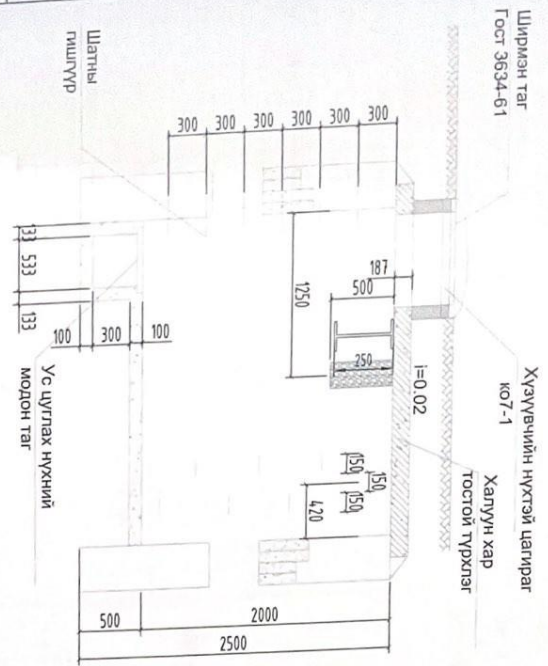 Ширмэн таг
Гост 3634-61
Хүзүүвчийн нүхтэй цагираг
ко7-1
Халуун хар
тостой түрхлэг
i=0.02
187
500
250
1250
150
150
150
420
300
300
300
300
300
300
Шатны
гишгүүр
133
533
133
100
300
100
Ус цуглах нүхний
модон таг
500
2000
2500